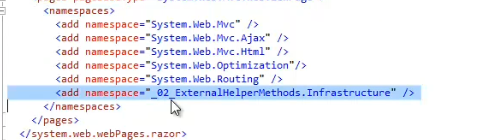 <namespaces>
<add namespace="System.Web.Mvc" />
<add namespace="System.Web.Mvc.Ajax" />
<add namespace="System.Web.Mvc.Html" />
<add namespace="System.Web.Optimization"/>
<add namespace="System.Web.Routing" />
<add namespace="_02_ExternalHelperMethods.Infrastructure" />
</namespaces>
</pages>
</system.web.webPages.razor>